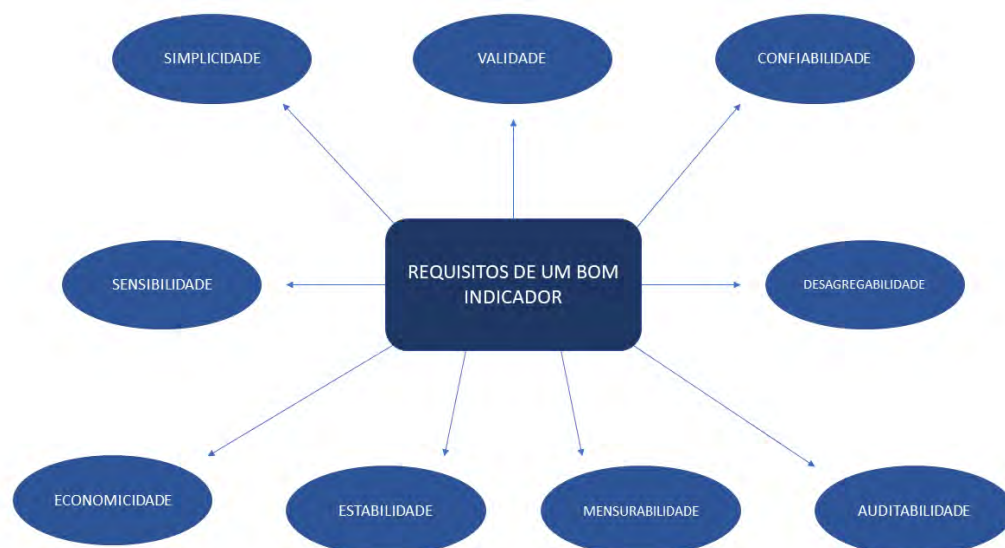 SIMPLICIDADE
VALIDADE
CONFIABILIDADE
REQUISITOS DE UM BOM
INDICADOR
SENSIBILIDADE
DESAGREGABILIDADE
ECONOMICIDADE
ESTABILIDADE
MENSURABILIDADE
AUDITABILIDADE